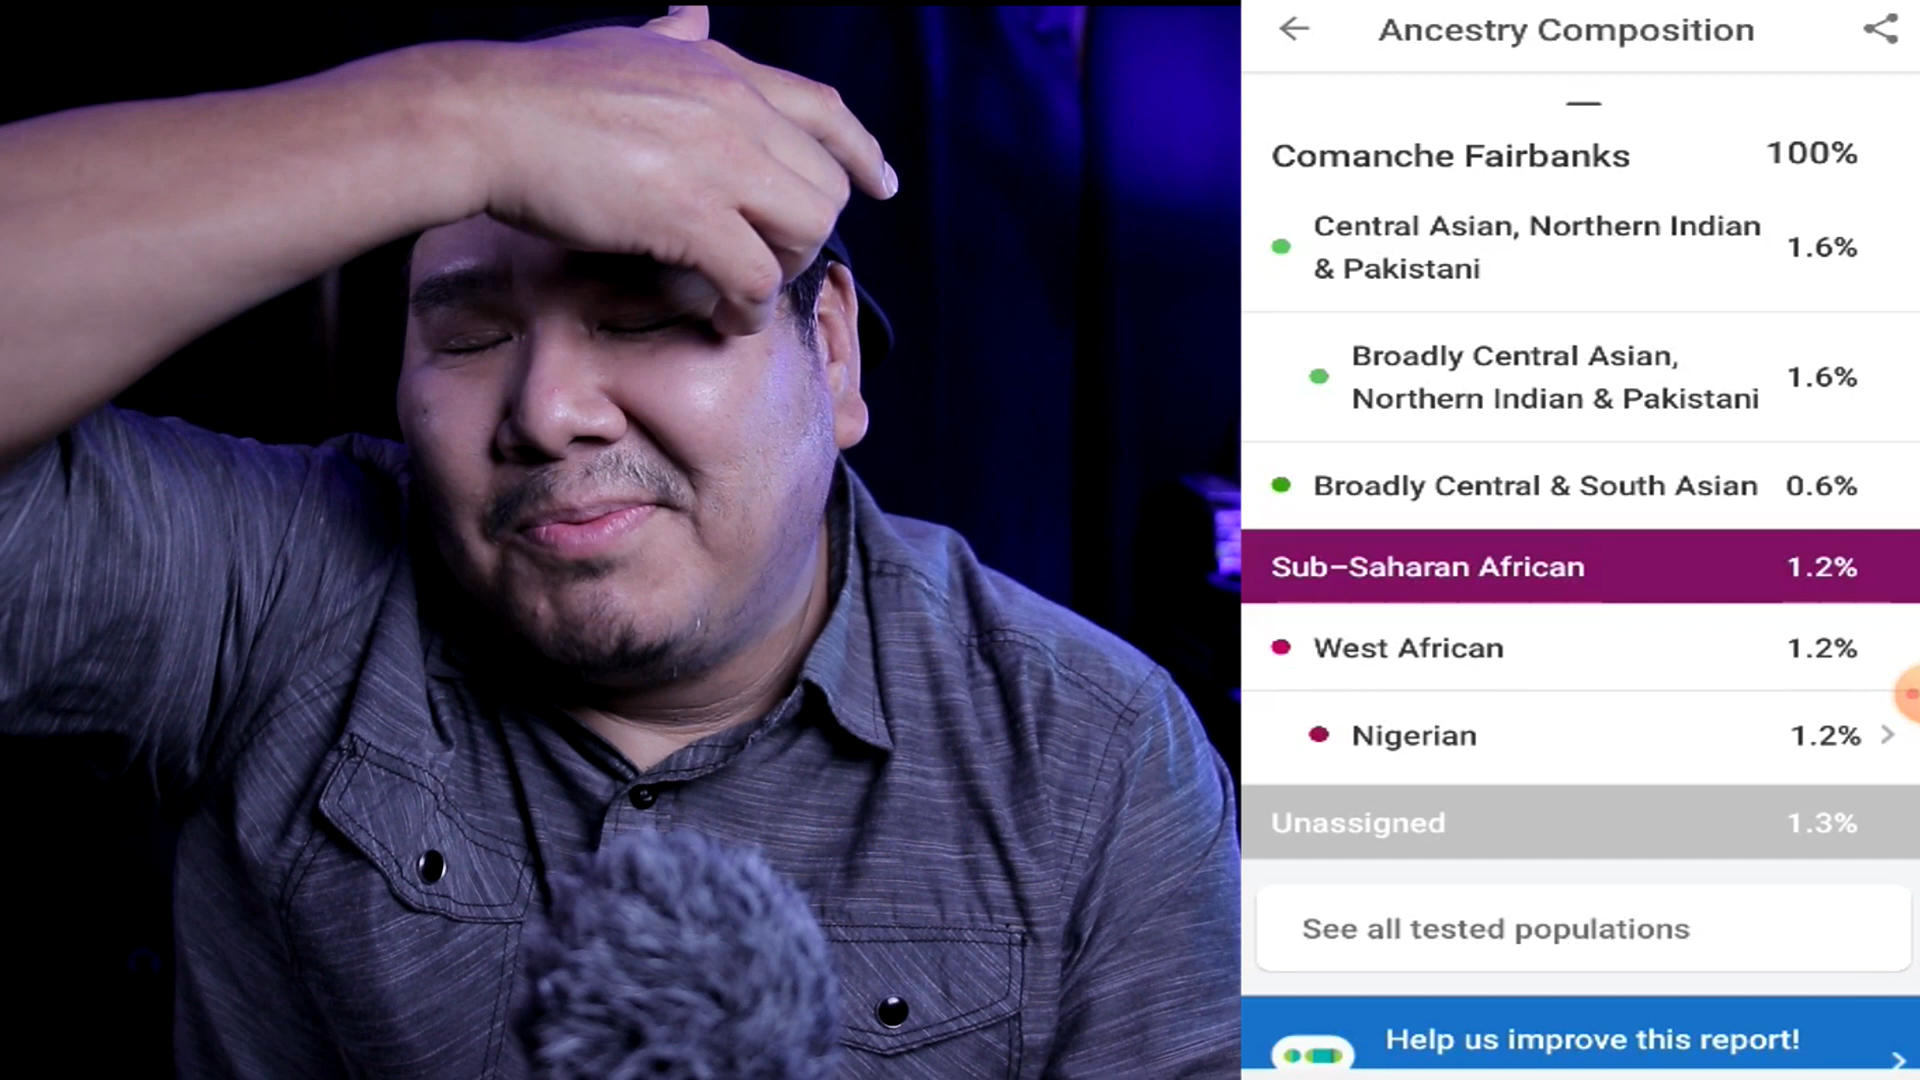 Ancestry Composition
Comanche Fairbanks 100%
Central Asian, Northern Indian
& Pakistani
1.6%
Broadly Central Asian,
Northern Indian & Pakistani
1.6%
Broadly Central & South Asian 0.6%
Sub-Saharan African 1.2%
West African 1.2%
Nigerian 1.2%
Unassigned 1.3%
See all tested populations
Help us improve this report!